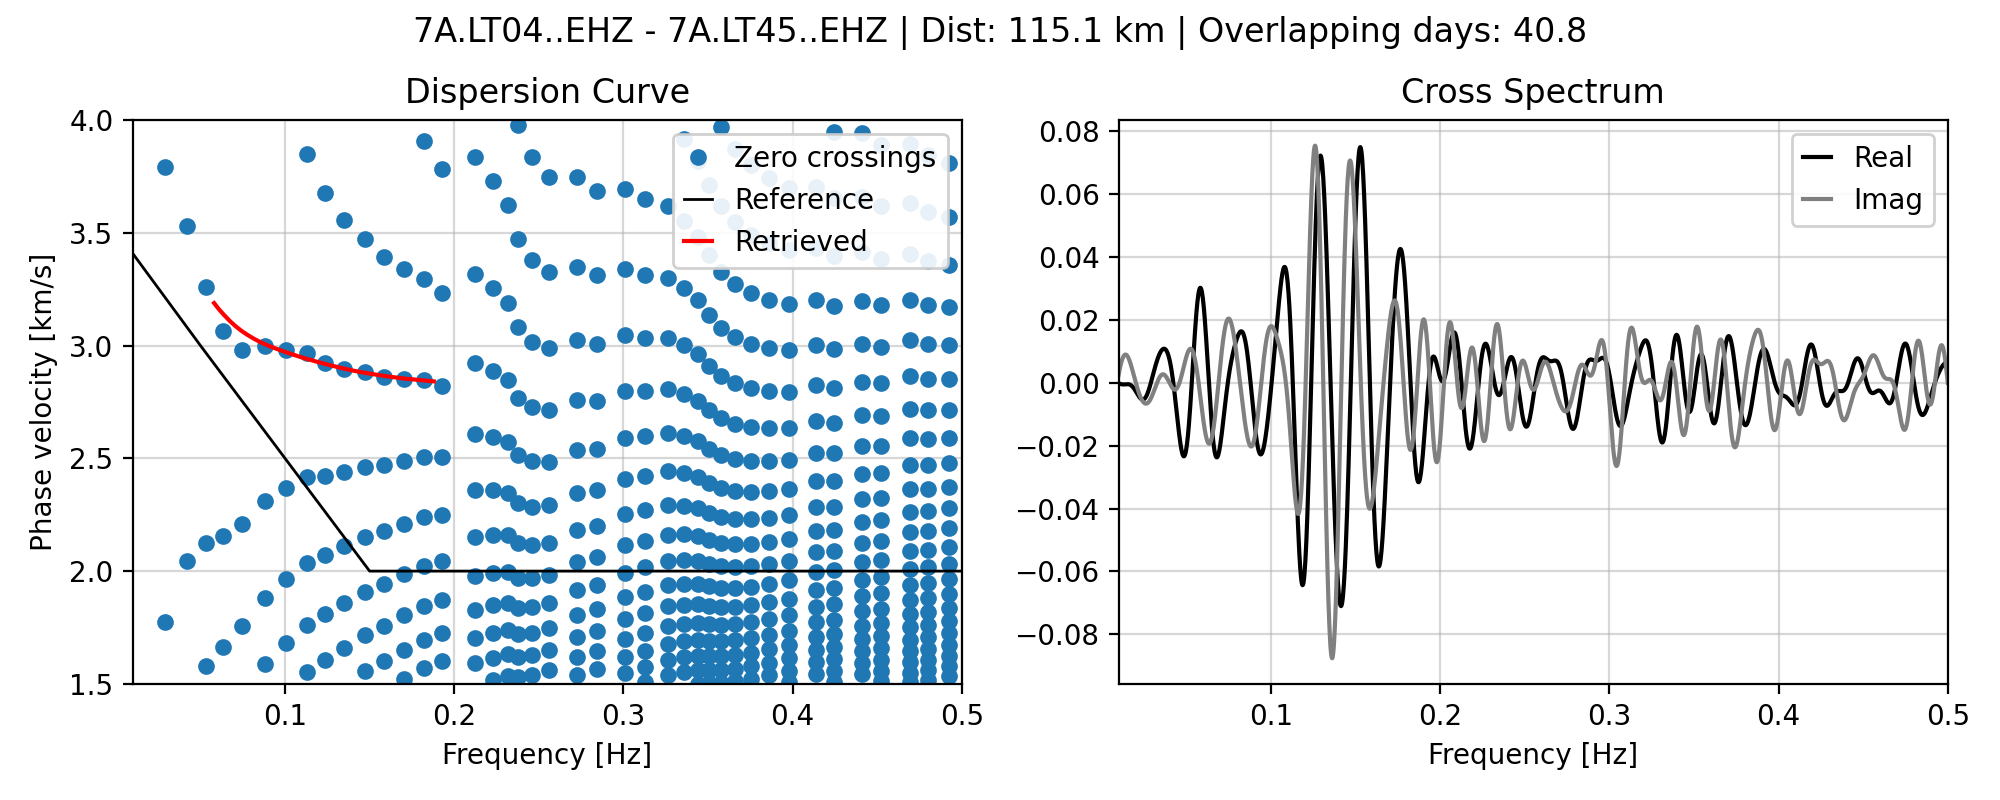 7A.LT04..EHZ - 7A.LT45..EHZ | Dist: 115.1 km | Overlapping days: 40.8
Dispersion Curve
4.0
3.5
3.0
2.5
2.0
1.5
Phase velocity [km/s]
Zero crossings
Reference
Retrieved
0.1
0.2
0.3
0.4
0.5
Frequency [Hz]
Cross Spectrum
0.08
0.06
0.04
0.02
0.00
−0.02
−0.04
−0.06
−0.08
Real
Imag
0.1
0.2
0.3
0.4
0.5
Frequency [Hz]